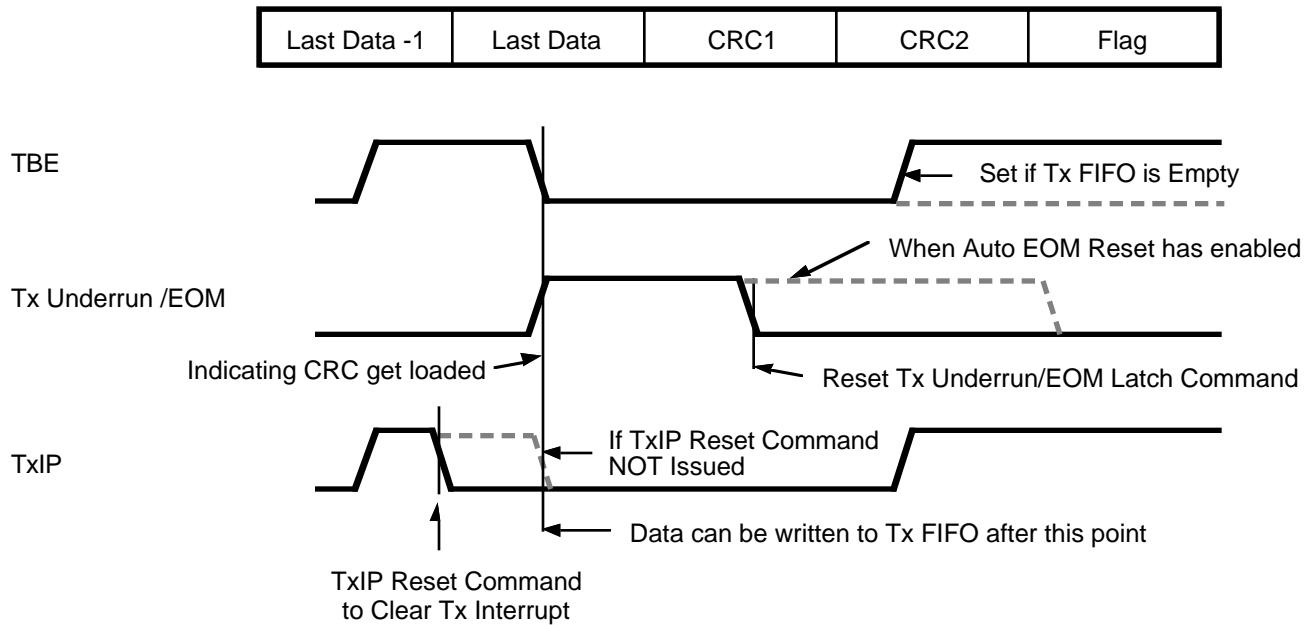 Last Data -1 Last Data CRC1 CRC2 Flag
TBE
Set if Tx FIFO is Empty
When Auto EOM Reset has enabled
Tx Underrun /EOM
Indicating CRC get loaded
Reset Tx Underrun/EOM Latch Command
TxIP
If TxIP Reset Command
NOT Issued
Data can be written to Tx FIFO after this point
TxIP Reset Command
to Clear Tx Interrupt